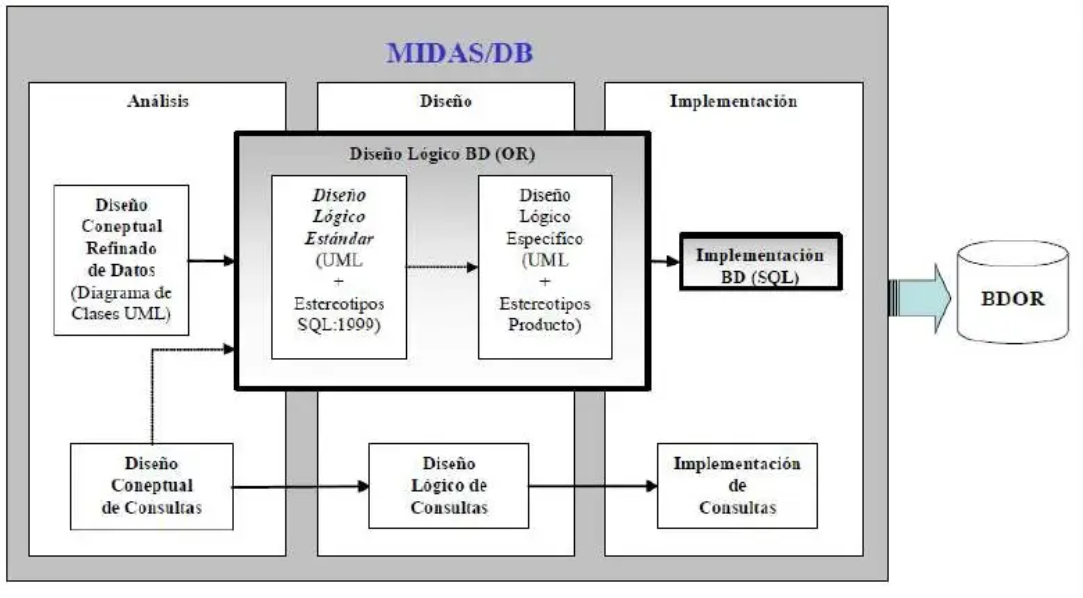 MIDAS/DB
Análisis
Diseño
Implementación
Diseño Lógico BD (OR)
Diseño
Coneptual
Refinado
de Datos
(Diagrama de
Clases UML)
Diseño
Lógico
Estándar
(UML
+
Estereotipos
SQL:1999)
Diseño
Lógico
Específico
(UML
+
Estereotipos
Producto)
Implementación
BD (SQL)
BDOR
Diseño
Coneptual
de Consultas
Diseño
Lógico de
Consultas
Implementación
de
Consultas